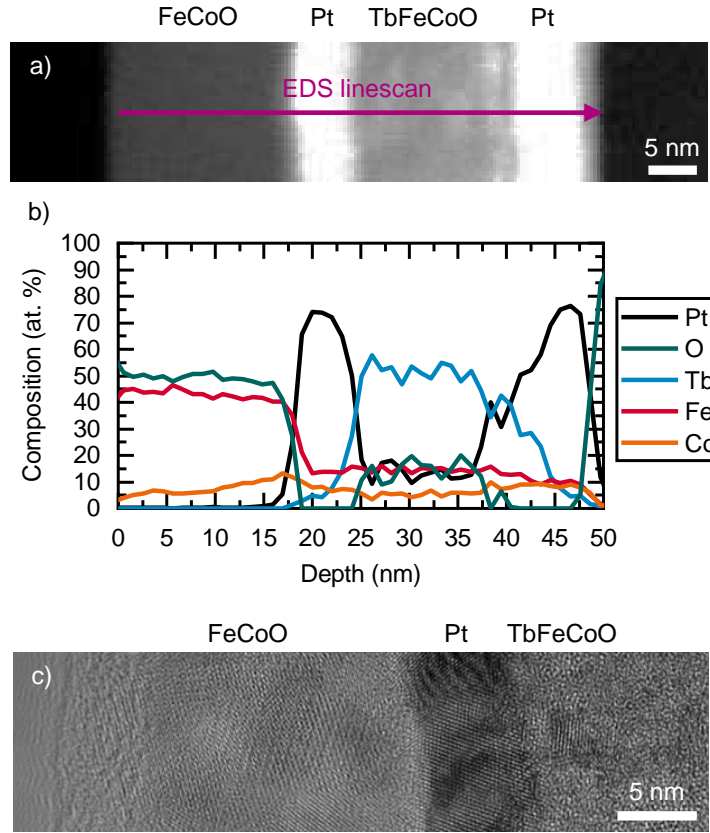 FeCoO Pt TbFeCoO Pt
a)
EDS linescan
5 nm
b)
Composition (at. %)
100
90
80
70
60
50
40
30
20
10
0
0 5 10 15 20 25 30 35 40 45 50
Depth (nm)
Pt
O
Tb
Fe
Co
FeCoO Pt TbFeCoO
c)
5 nm